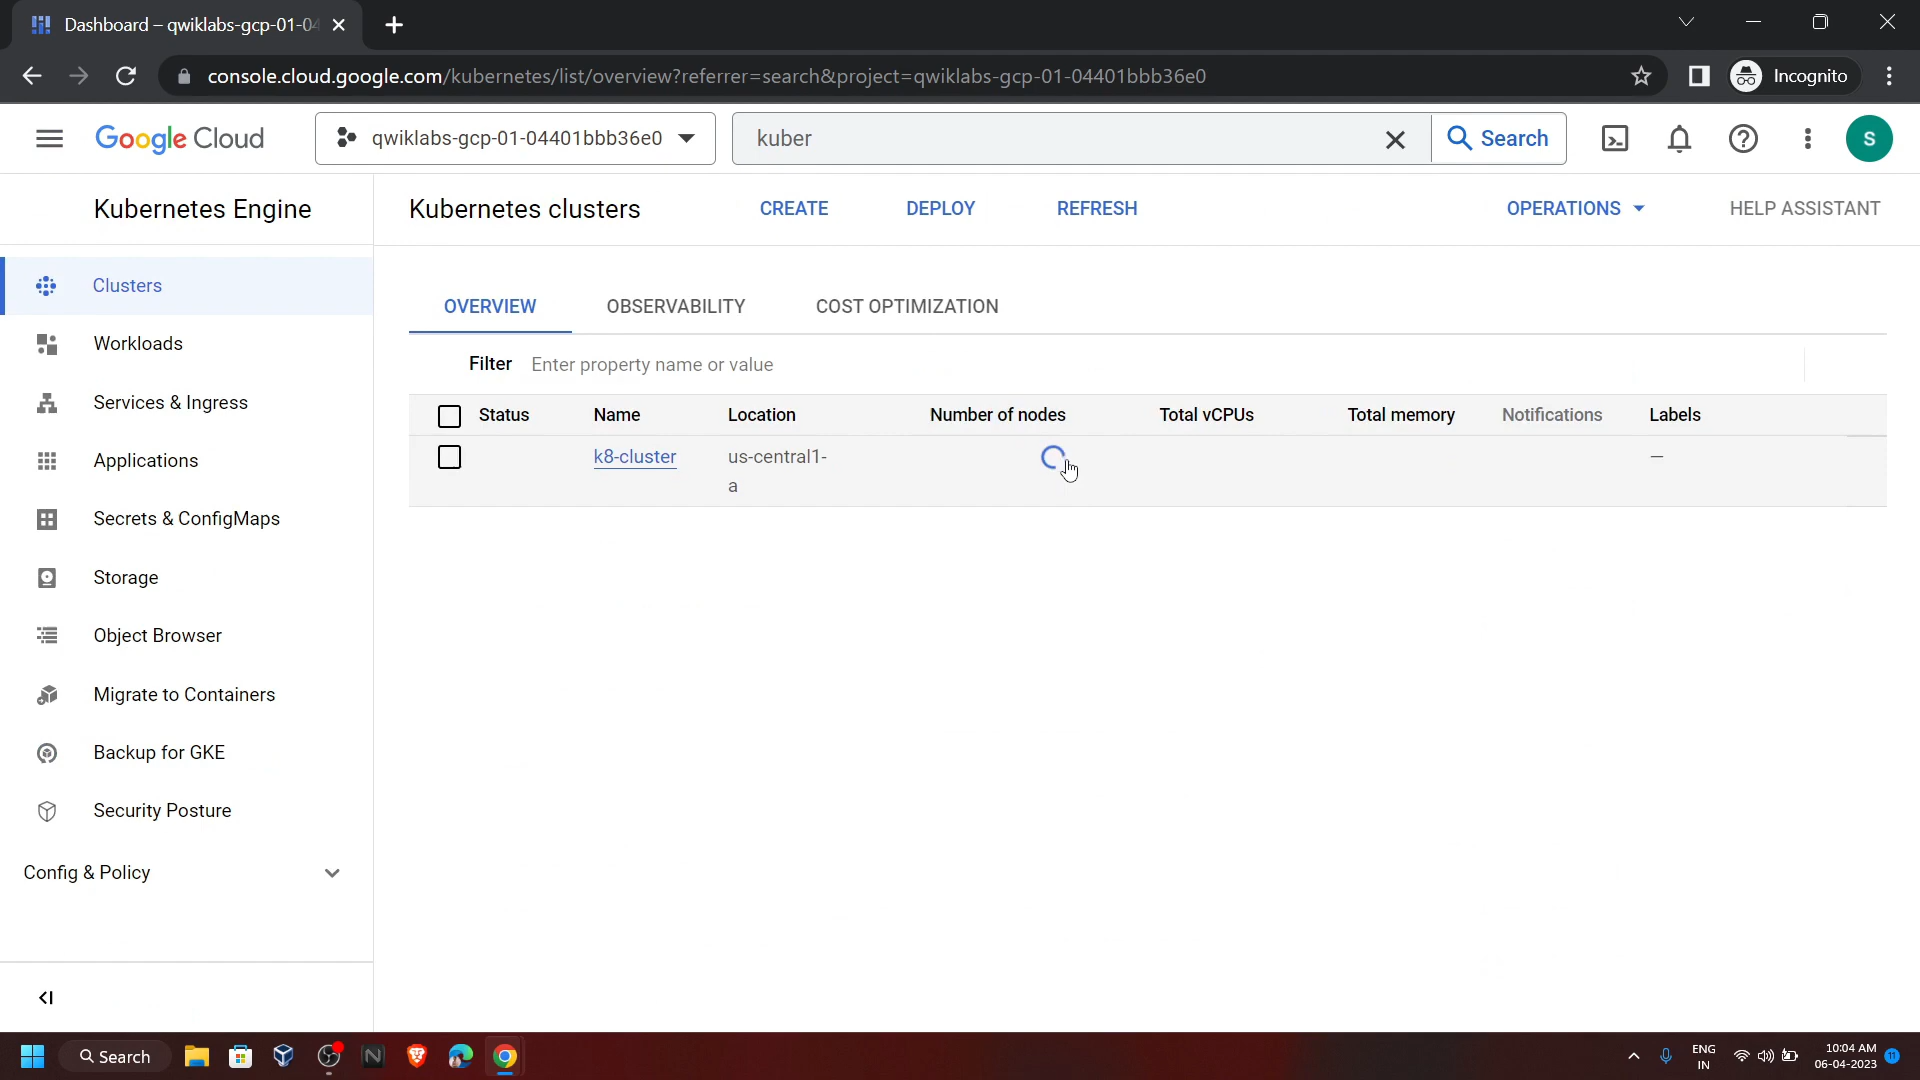 Dashboard – qwiklabs-gcp-01-04
console.cloud.google.com/kubernetes/list/overview?referrer=search&project=qwiklabs-gcp-01-04401bbb36e0
Incognito
Google Cloud
qwiklabs-gcp-01-04401bbb36e0
kuber
Search
S
Kubernetes Engine
Kubernetes clusters
CREATE
DEPLOY
REFRESH
OPERATIONS
HELP ASSISTANT
Clusters
Workloads
Services & Ingress
Applications
Secrets & ConfigMaps
Storage
Object Browser
Migrate to Containers
Backup for GKE
Security Posture
Config & Policy
OVERVIEW
OBSERVABILITY
COST OPTIMIZATION
Filter Enter property name or value
Status Name Location Number of nodes Total vCPUs Total memory Notifications Labels
k8-cluster us-central1- —
a
Search
ENG
IN
10:04 AM
06-04-2023
11